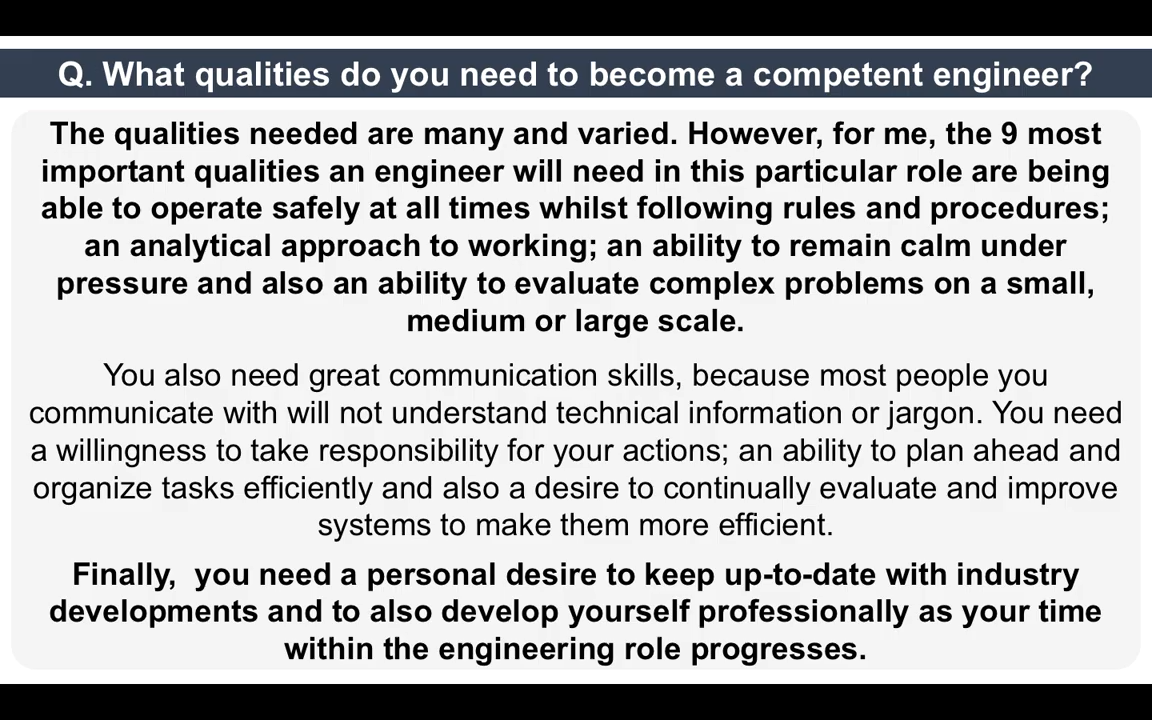 Q. What qualities do you need to become a competent engineer?
The qualities needed are many and varied. However, for me, the 9 most
important qualities an engineer will need in this particular role are being
able to operate safely at all times whilst following rules and procedures;
an analytical approach to working; an ability to remain calm under
pressure and also an ability to evaluate complex problems on a small,
medium or large scale.
You also need great communication skills, because most people you
communicate with will not understand technical information or jargon. You need
a willingness to take responsibility for your actions; an ability to plan ahead and
organize tasks efficiently and also a desire to continually evaluate and improve
systems to make them more efficient.
Finally,  you need a personal desire to keep up-to-date with industry
developments and to also develop yourself professionally as your time
within the engineering role progresses.